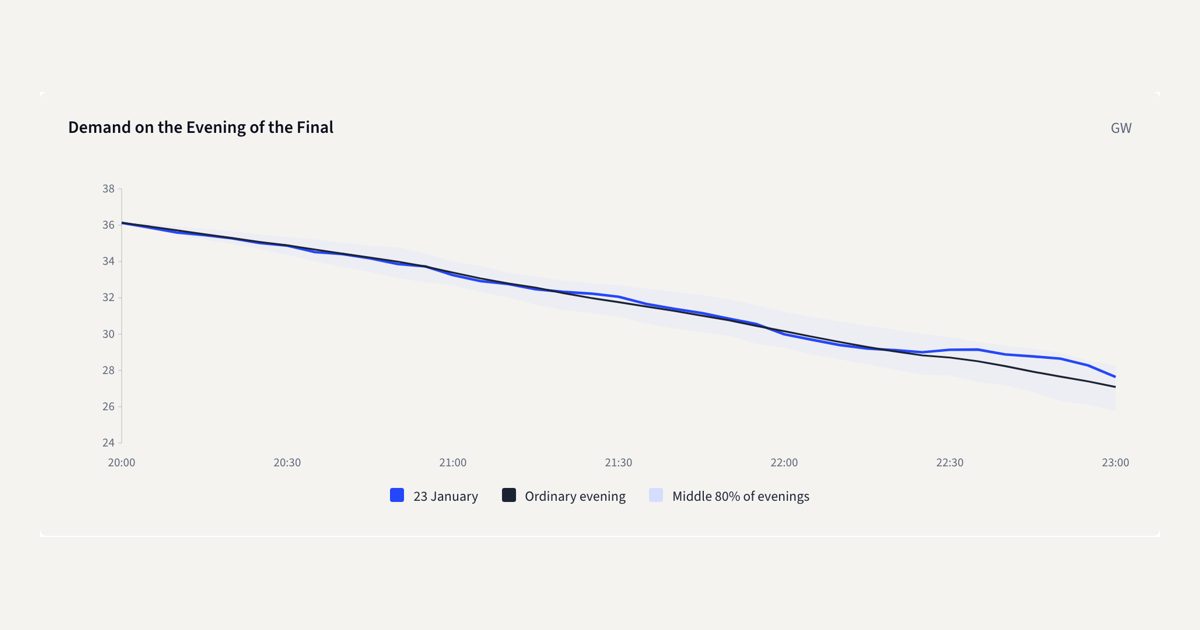 Demand on the Evening of the Final
GW
38
36
34
32
30
28
26
24
20:00 20:30 21:00 21:30 22:00 22:30 23:00
23 January Ordinary evening Middle 80% of evenings